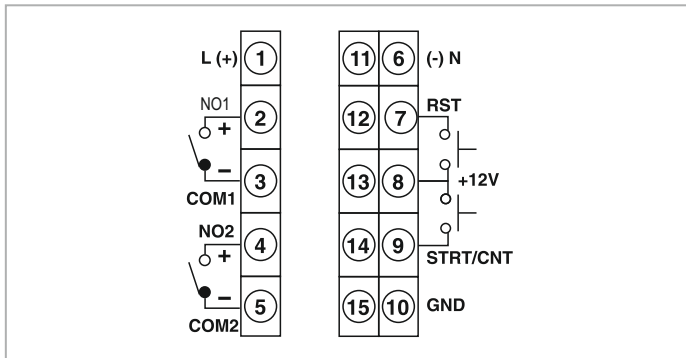 L (+) 1 11 6 (-) N
NO1 2 12 7 RST
+
−
COM1 3 13 8 +12V
NO2 4 14 9 STRT/CNT
+
−
COM2 5 15 10 GND